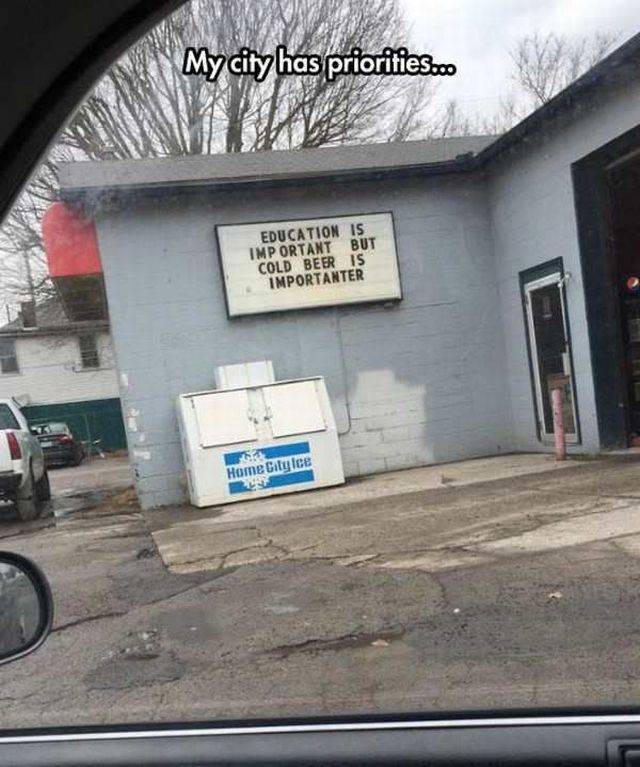 My city has priorities...
EDUCATION IS
IMPORTANT BUT
COLD BEER IS
IMPORTANTER
Home City Ice